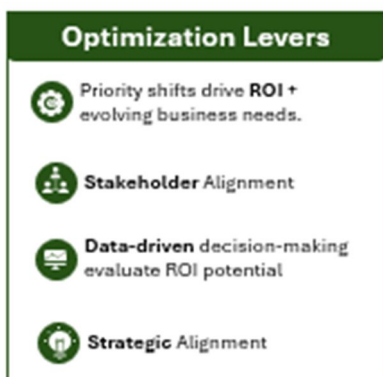 Optimization Levers
Priority shifts drive ROI +
evolving business needs.
Stakeholder Alignment
Data-driven decision-making
evaluate ROI potential
Strategic Alignment